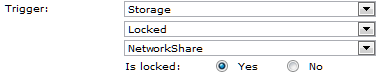 Trigger: Storage
Locked
NetworkShare
Is locked: Yes No